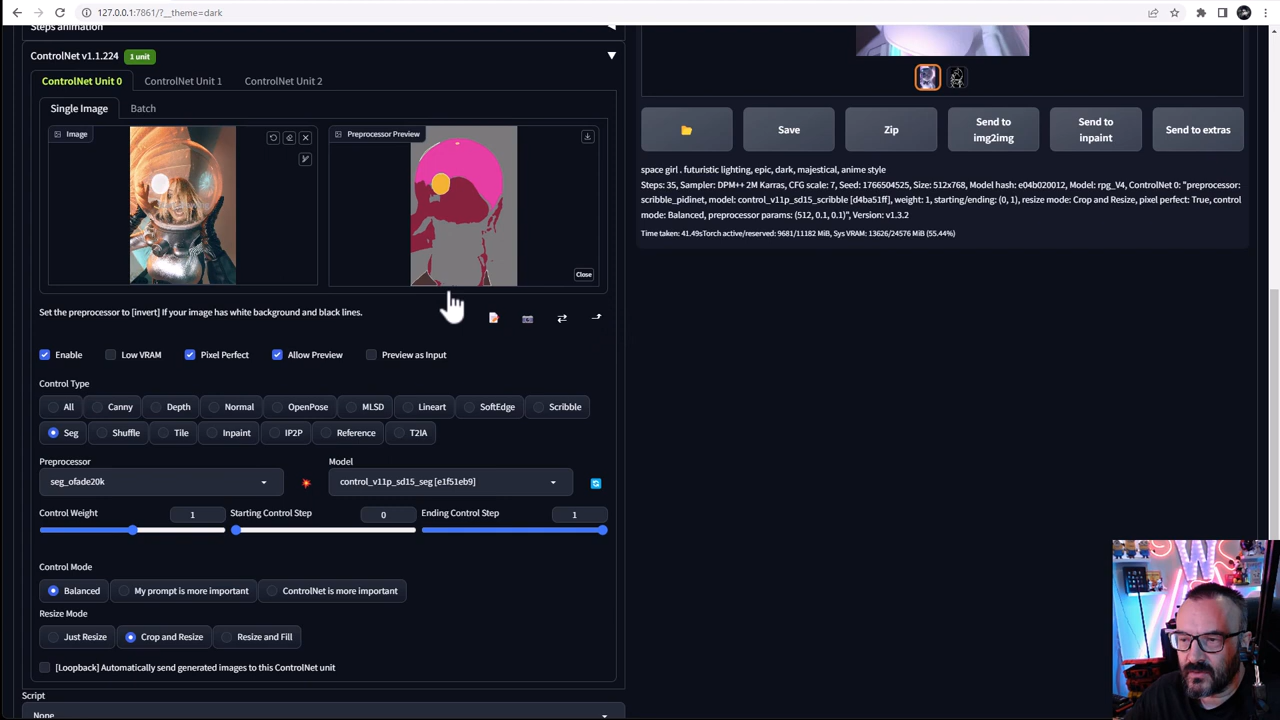 127.0.0.1:7861/?__theme=dark
Steps animation
ControlNet v1.1.224
1 unit
ControlNet Unit 0
ControlNet Unit 1
ControlNet Unit 2
Single Image
Batch
Image
Preprocessor Preview
Close
Set the preprocessor to [invert] If your image has white background and black lines.
Enable
Low VRAM
Pixel Perfect
Allow Preview
Preview as Input
Control Type
All
Canny
Depth
Normal
OpenPose
MLSD
Lineart
SoftEdge
Scribble
Seg
Shuffle
Tile
Inpaint
IP2P
Reference
T2IA
Preprocessor
Model
seg_ofade20k
control_v11p_sd15_seg [e1f51eb9]
Control Weight
1
Starting Control Step
0
Ending Control Step
1
Control Mode
Balanced
My prompt is more important
ControlNet is more important
Resize Mode
Just Resize
Crop and Resize
Resize and Fill
[Loopback] Automatically send generated images to this ControlNet unit
Script
None
Save
Zip
Send to
img2img
Send to
inpaint
Send to extras
space girl . futuristic lighting, epic, dark, majestical, anime style
Steps: 35, Sampler: DPM++ 2M Karras, CFG scale: 7, Seed: 1766504525, Size: 512x768, Model hash: e04b020012, Model: rpg_V4, ControlNet 0: "preprocessor:
scribble_pidinet, model: control_v11p_sd15_scribble [d4ba51ff], weight: 1, starting/ending: (0, 1), resize mode: Crop and Resize, pixel perfect: True, control
mode: Balanced, preprocessor params: (512, 0.1, 0.1)", Version: v1.3.2
Time taken: 41.49sTorch active/reserved: 9681/11182 MiB, Sys VRAM: 13626/24576 MiB (55.44%)